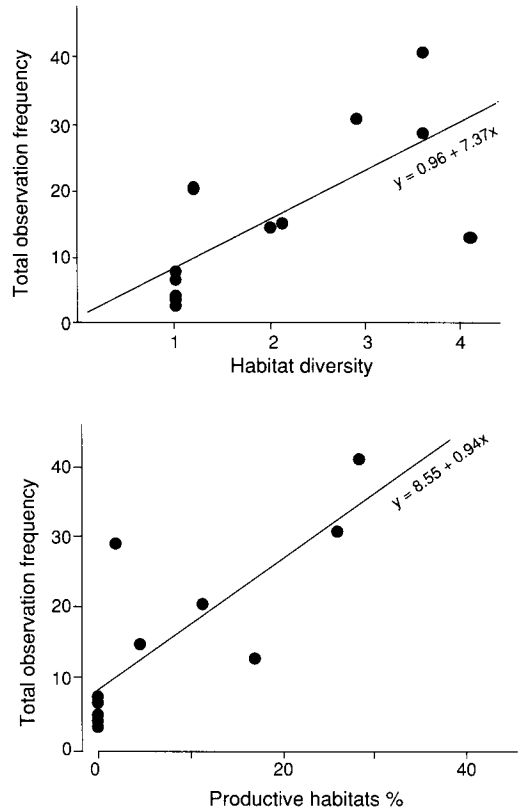 Total observation frequency
40
30
20
10
0
y = 0.96 + 7.37x
1 2 3 4
Habitat diversity
Total observation frequency
40
30
20
10
0
y = 8.55 + 0.94x
0 20 40
Productive habitats %